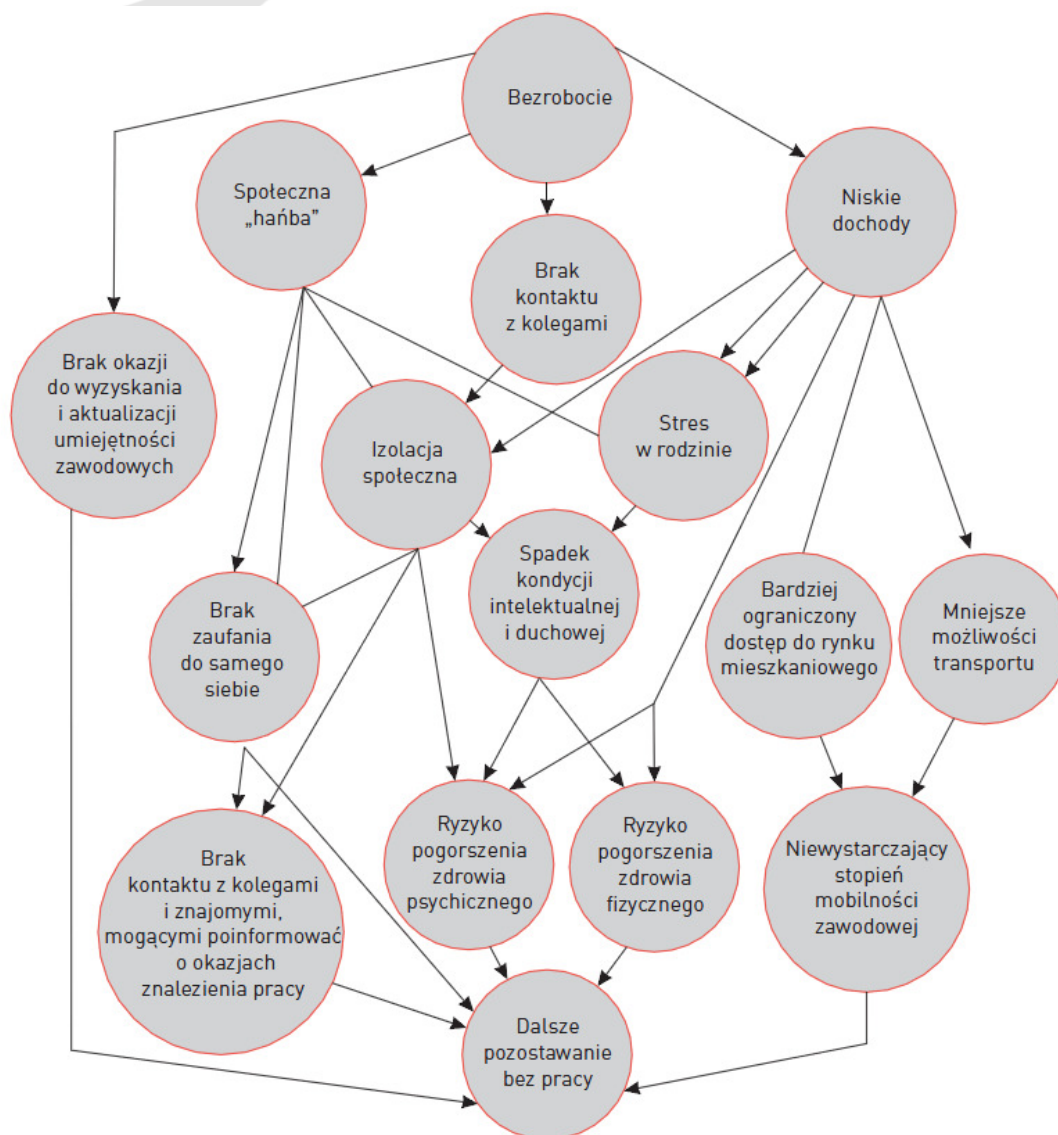 Bezrobocie
Społeczna
„hańba”
Niskie
dochody
Brak
kontaktu
z kolegami
Brak okazji
do wyzyskania
i aktualizacji
umiejętności
zawodowych
Izolacja
społeczna
Stres
w rodzinie
Spadek
kondycji
intelektualnej
i duchowej
Brak
zaufania
do samego
siebie
Bardziej
ograniczony
dostęp do rynku
mieszkaniowego
Mniejsze
możliwości
transportu
Brak
kontaktu z kolegami
i znajomymi,
mogącymi poinformować
o okazjach
znalezienia pracy
Ryzyko
pogorszenia
zdrowia
psychicznego
Ryzyko
pogorszenia
zdrowia
fizycznego
Niewystarczający
stopień
mobilności
zawodowej
Dalsze
pozostawanie
bez pracy